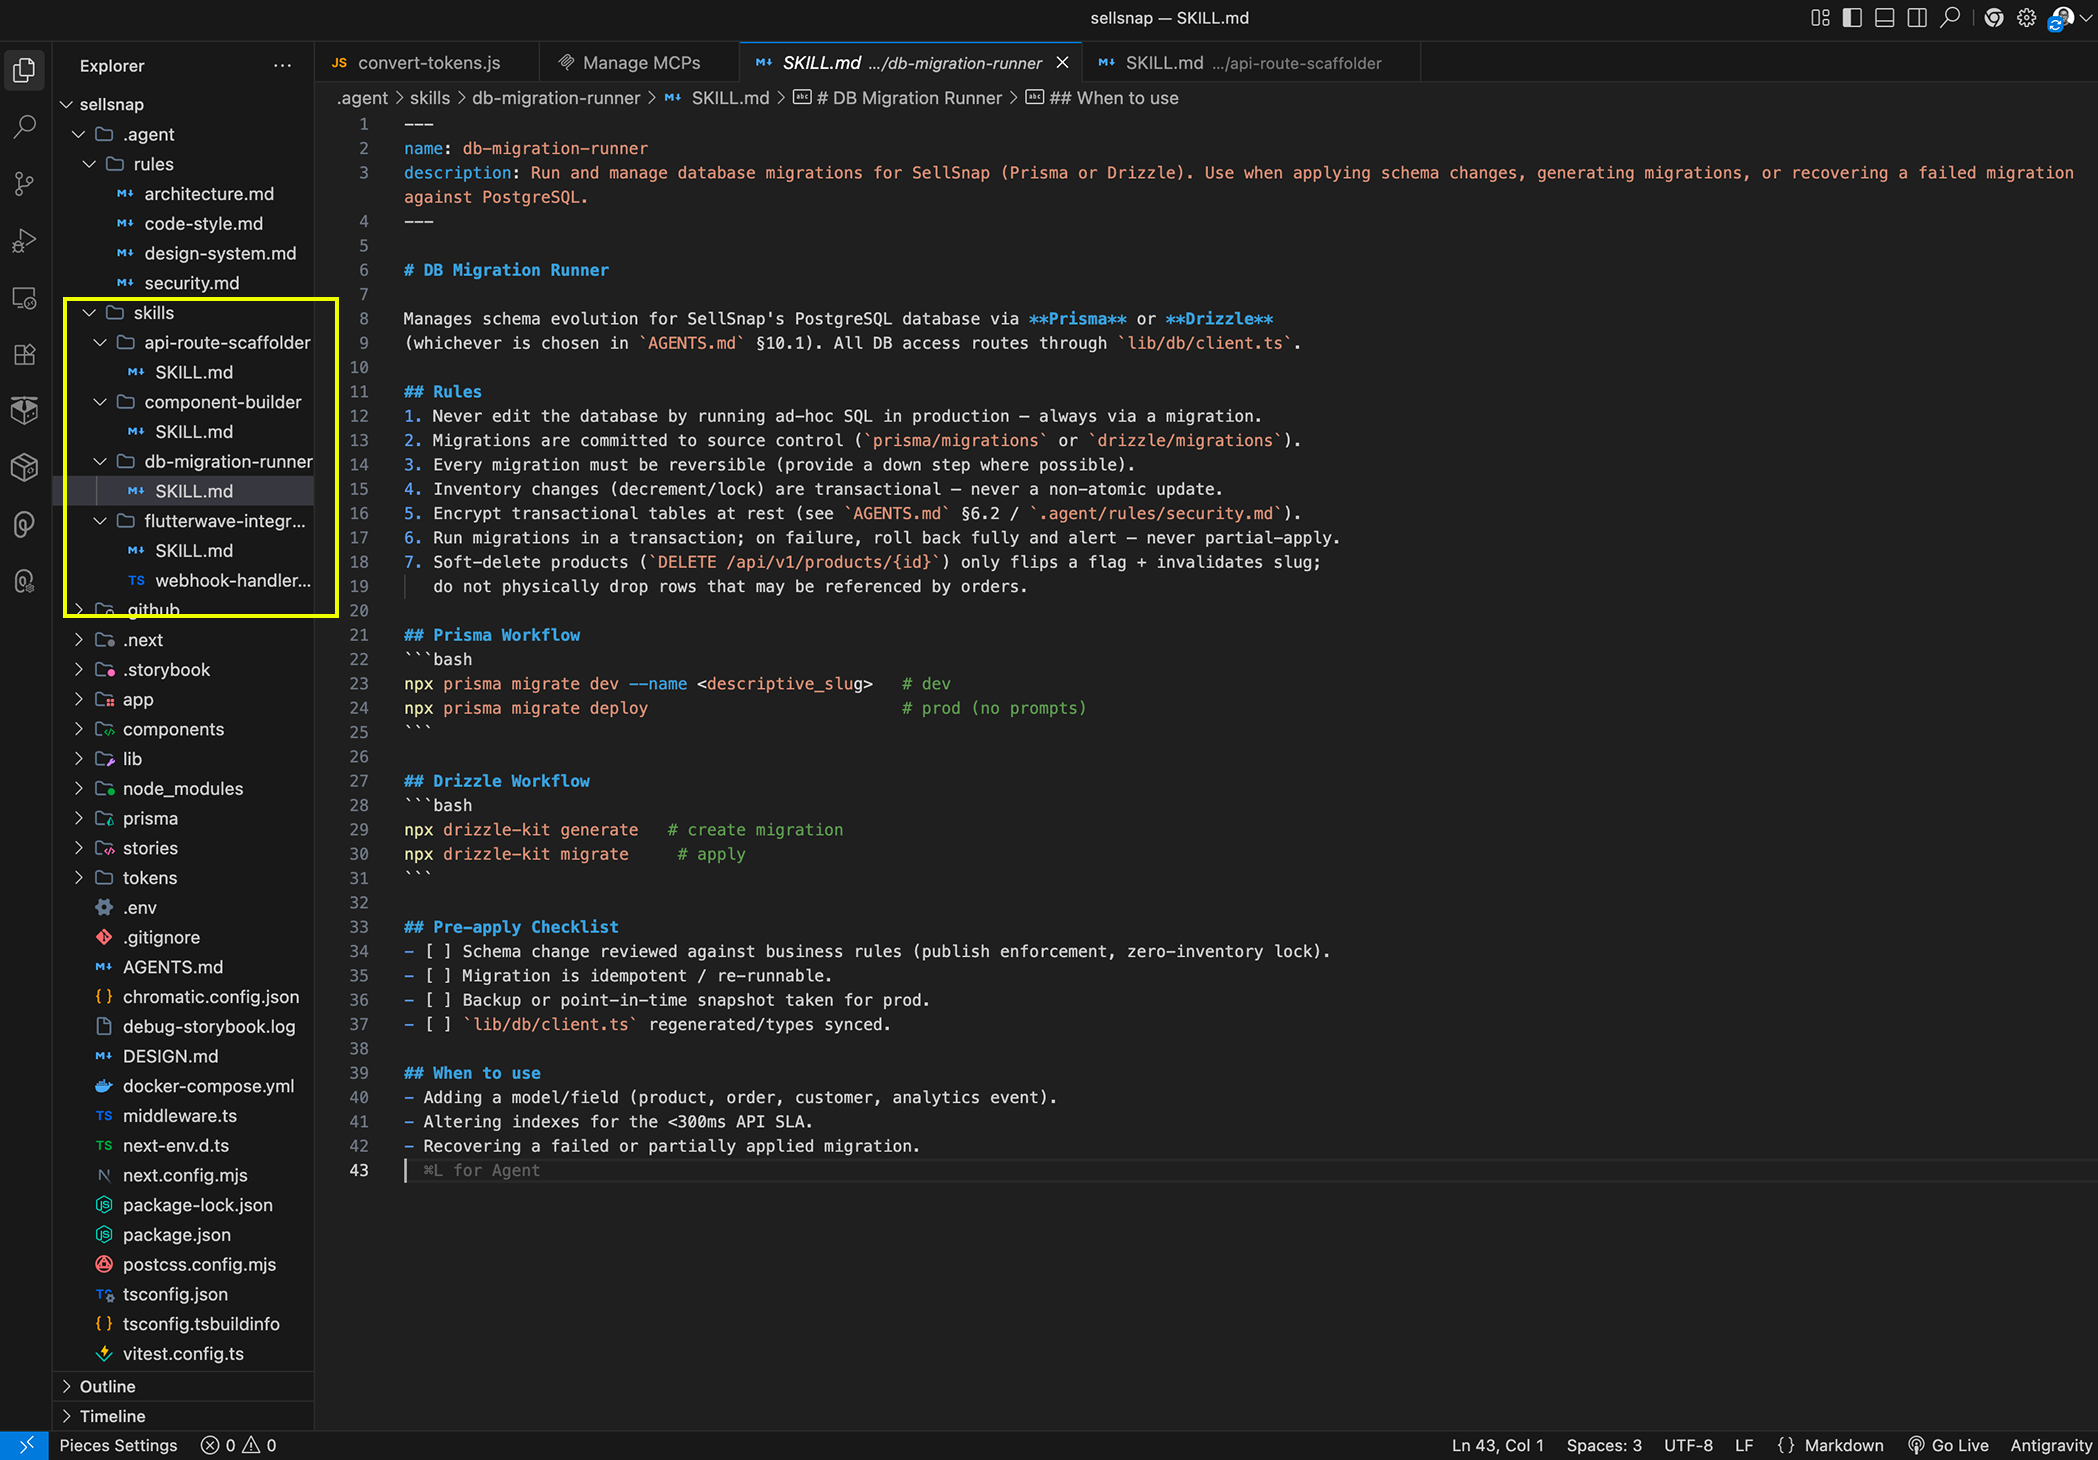 sellsnap — SKILL.md
Explorer
sellsnap
.agent
rules
architecture.md
code-style.md
design-system.md
security.md
skills
api-route-scaffolder
SKILL.md
component-builder
SKILL.md
db-migration-runner
SKILL.md
flutterwave-integr...
SKILL.md
TS webhook-handler...
.github
.next
.storybook
app
components
lib
node_modules
prisma
stories
tokens
.env
.gitignore
AGENTS.md
{} chromatic.config.json
debug-storybook.log
DESIGN.md
docker-compose.yml
TS middleware.ts
TS next-env.d.ts
next.config.mjs
package-lock.json
package.json
postcss.config.mjs
tsconfig.json
{} tsconfig.tsbuildinfo
vitest.config.ts
Outline
Timeline
JS convert-tokens.js
Manage MCPs
SKILL.md .../db-migration-runner
SKILL.md .../api-route-scaffolder
.agent > skills > db-migration-runner > SKILL.md > # DB Migration Runner > ## When to use
1 ---
2 name: db-migration-runner
3 description: Run and manage database migrations for SellSnap (Prisma or Drizzle). Use when applying schema changes, generating migrations, or recovering a failed migration
against PostgreSQL.
4 ---
5
6 # DB Migration Runner
7
8 Manages schema evolution for SellSnap's PostgreSQL database via **Prisma** or **Drizzle**
9 (whichever is chosen in `AGENTS.md` §10.1). All DB access routes through `lib/db/client.ts`.
10
11 ## Rules
12 1. Never edit the database by running ad-hoc SQL in production — always via a migration.
13 2. Migrations are committed to source control (`prisma/migrations` or `drizzle/migrations`).
14 3. Every migration must be reversible (provide a down step where possible).
15 4. Inventory changes (decrement/lock) are transactional — never a non-atomic update.
16 5. Encrypt transactional tables at rest (see `AGENTS.md` §6.2 / `.agent/rules/security.md`).
17 6. Run migrations in a transaction; on failure, roll back fully and alert — never partial-apply.
18 7. Soft-delete products (`DELETE /api/v1/products/{id}`) only flips a flag + invalidates slug;
19 do not physically drop rows that may be referenced by orders.
20
21 ## Prisma Workflow
22 ```bash
23 npx prisma migrate dev --name <descriptive_slug> # dev
24 npx prisma migrate deploy # prod (no prompts)
25 ```
26
27 ## Drizzle Workflow
28 ```bash
29 npx drizzle-kit generate # create migration
30 npx drizzle-kit migrate # apply
31 ```
32
33 ## Pre-apply Checklist
34 - [ ] Schema change reviewed against business rules (publish enforcement, zero-inventory lock).
35 - [ ] Migration is idempotent / re-runnable.
36 - [ ] Backup or point-in-time snapshot taken for prod.
37 - [ ] `lib/db/client.ts` regenerated/types synced.
38
39 ## When to use
40 - Adding a model/field (product, order, customer, analytics event).
41 - Altering indexes for the <300ms API SLA.
42 - Recovering a failed or partially applied migration.
43 ⌘L for Agent
Pieces Settings 0 0
Ln 43, Col 1 Spaces: 3 UTF-8 LF {} Markdown Go Live Antigravity